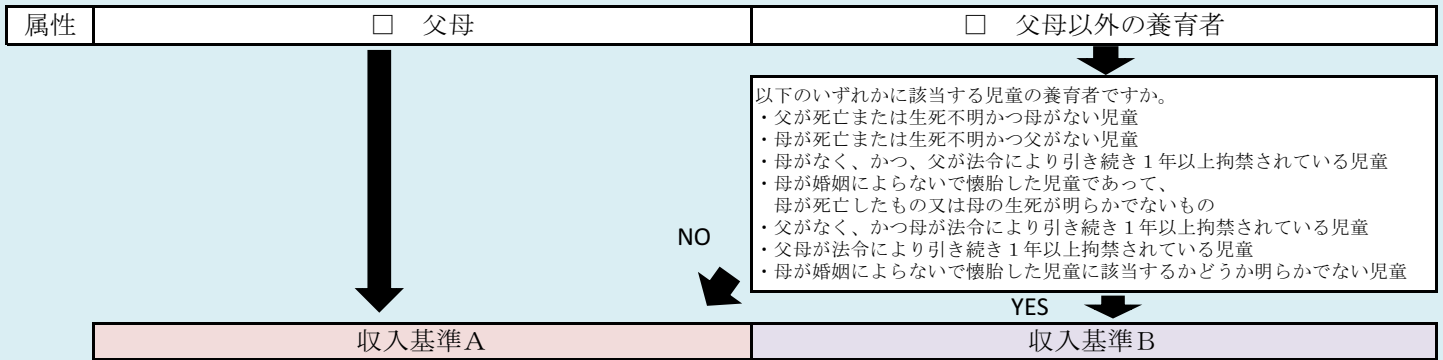 属性
□ 父母
□ 父母以外の養育者
以下のいずれかに該当する児童の養育者ですか。
・父が死亡または生死不明かつ母がない児童
・母が死亡または生死不明かつ父がない児童
・母がなく、かつ、父が法令により引き続き１年以上拘禁されている児童
・母が婚姻によらないで懐胎した児童であって、
母が死亡したもの又は母の生死が明らかでないもの
・父がなく、かつ母が法令により引き続き１年以上拘禁されている児童
・父母が法令により引き続き１年以上拘禁されている児童
・母が婚姻によらないで懐胎した児童に該当するかどうか明らかでない児童
NO
YES
収入基準Ａ
収入基準Ｂ